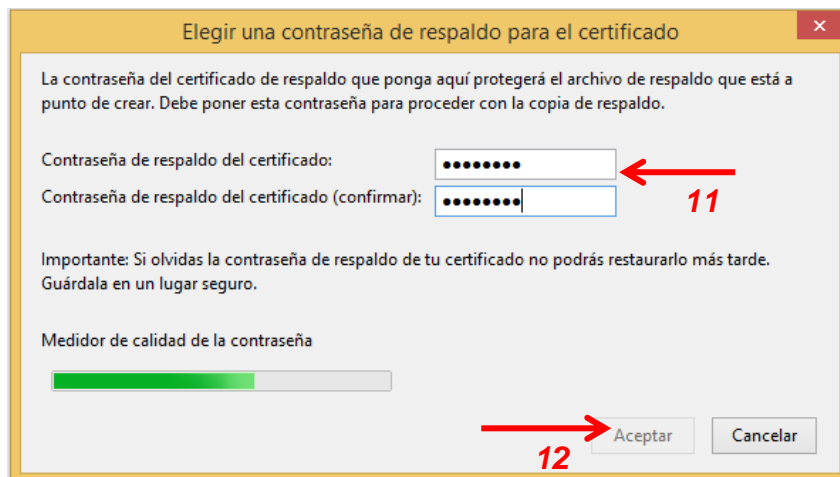 Elegir una contraseña de respaldo para el certificado
La contraseña del certificado de respaldo que ponga aquí protegerá el archivo de respaldo que está a
punto de crear. Debe poner esta contraseña para proceder con la copia de respaldo.
Contraseña de respaldo del certificado:
11
Contraseña de respaldo del certificado (confirmar):
Importante: Si olvidas la contraseña de respaldo de tu certificado no podrás restaurarlo más tarde.
Guárdala en un lugar seguro.
Medidor de calidad de la contraseña
12 Aceptar Cancelar